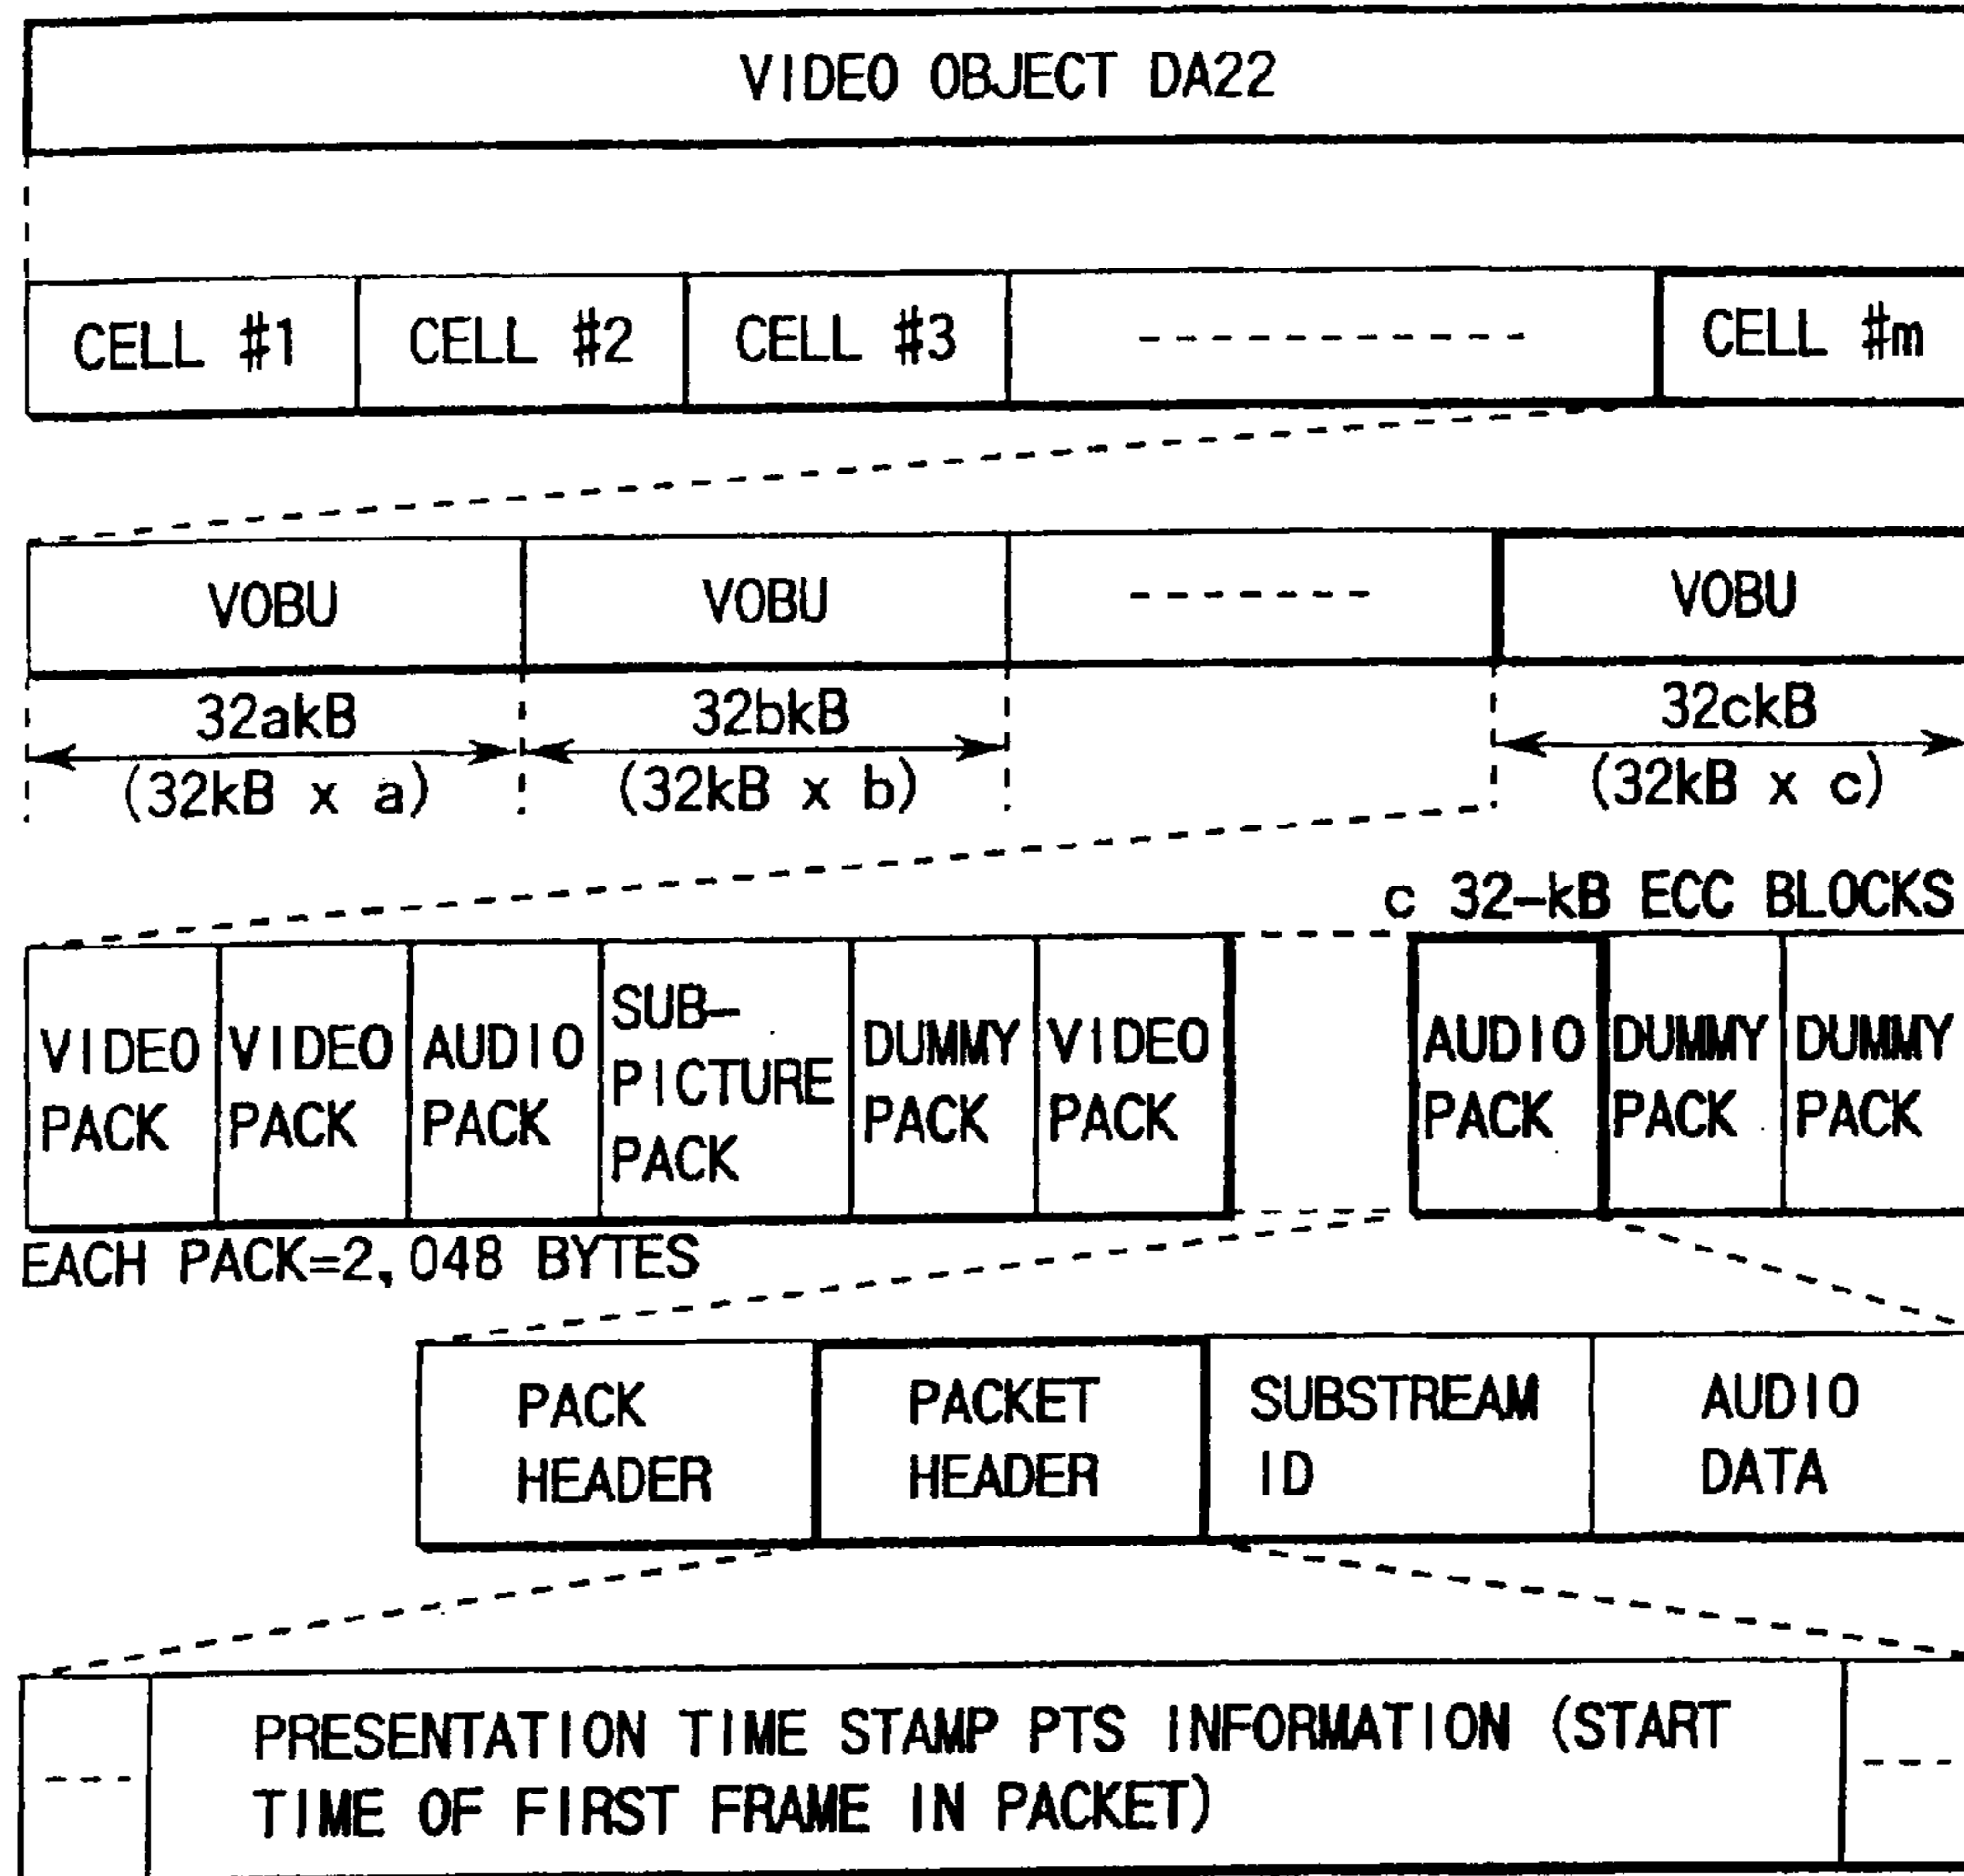 VIDEO OBJECT DA22
CELL #1 CELL #2 CELL #3 CELL #m
VOBU VOBU VOBU
32akB 32bkB 32ckB
(32kB x a) (32kB x b) (32kB x c)
c 32-kB ECC BLOCKS
VIDEO PACK
VIDEO PACK
AUDIO PACK
SUB-
PICTURE
PACK
DUMMY PACK
VIDEO PACK
AUDIO PACK
DUMMY PACK
DUMMY PACK
EACH PACK=2,048 BYTES
PACK HEADER
PACKET HEADER
SUBSTREAM ID
AUDIO DATA
PRESENTATION TIME STAMP PTS INFORMATION (START
TIME OF FIRST FRAME IN PACKET)